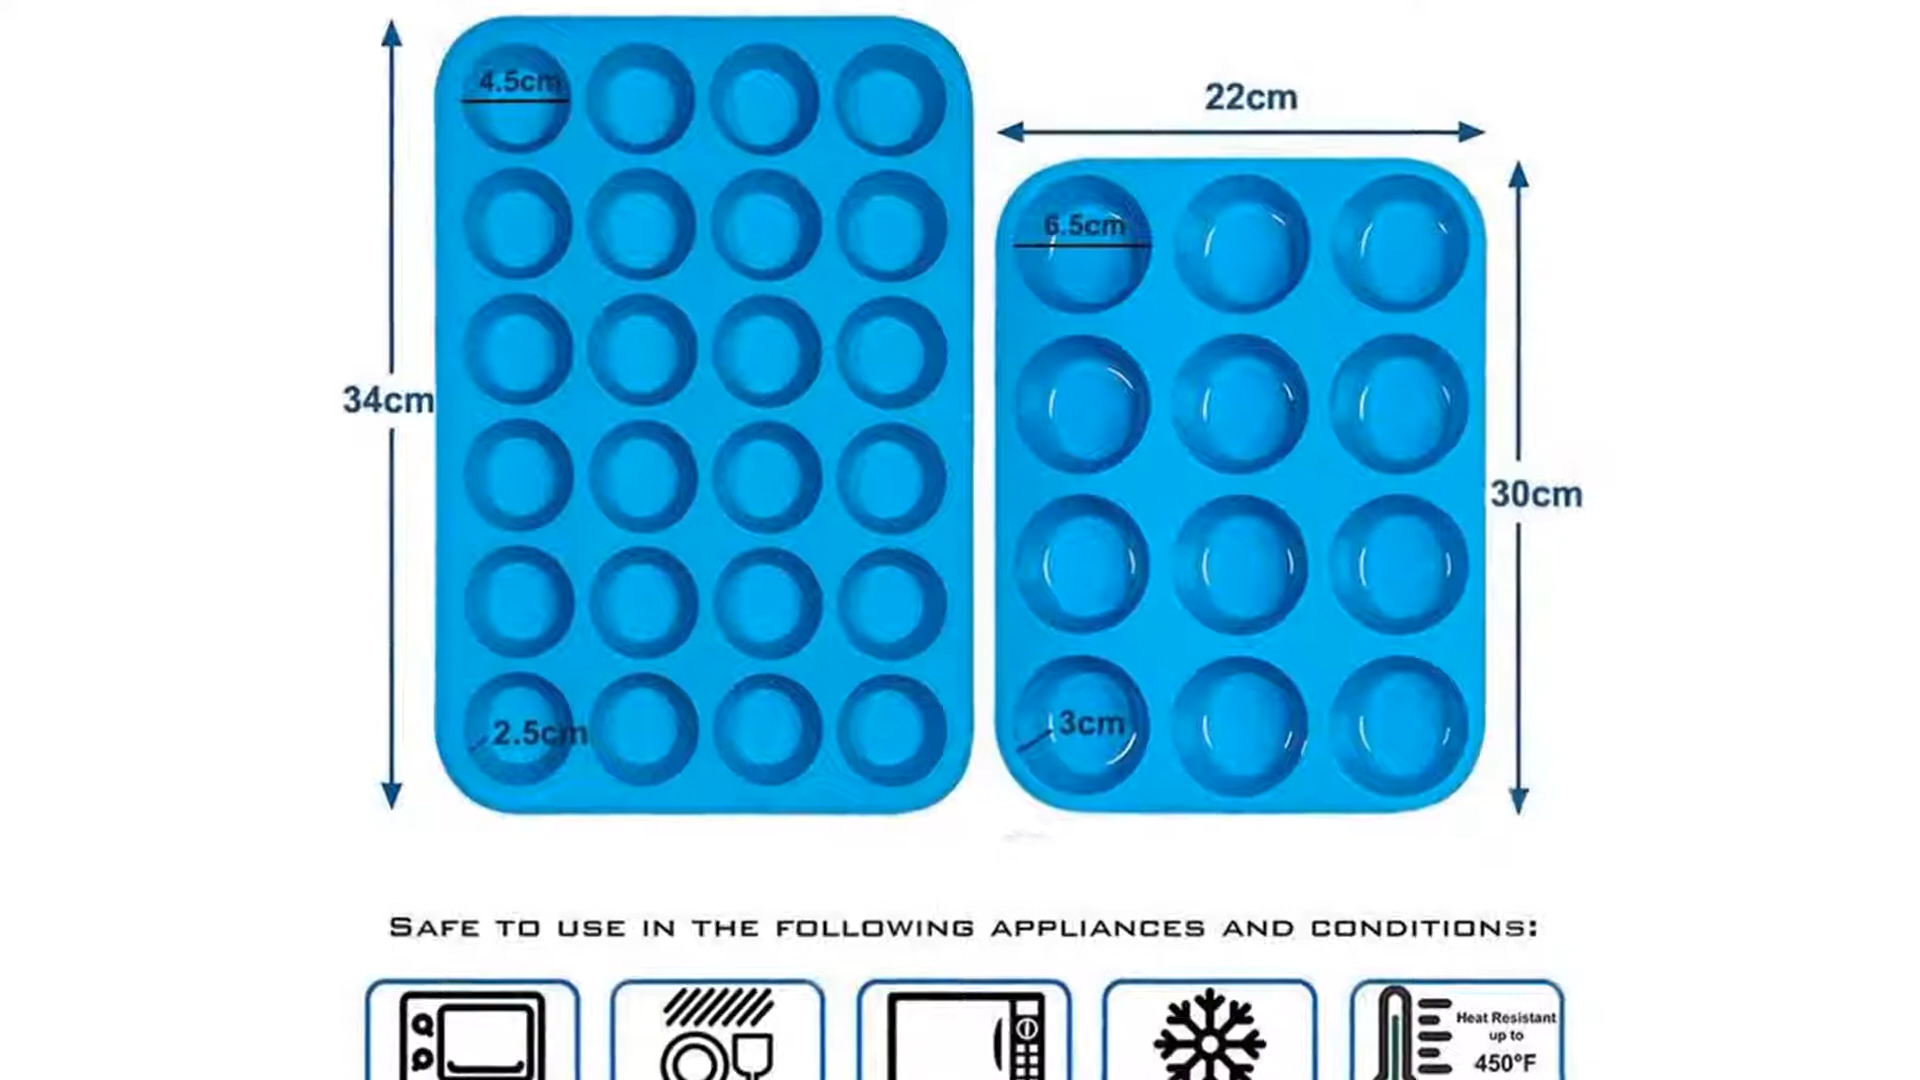 4.5cm
22cm
6.5cm
34cm
30cm
2.5cm
3cm
SAFE TO USE IN THE FOLLOWING APPLIANCES AND CONDITIONS:
Heat Resistant
up to
450°F